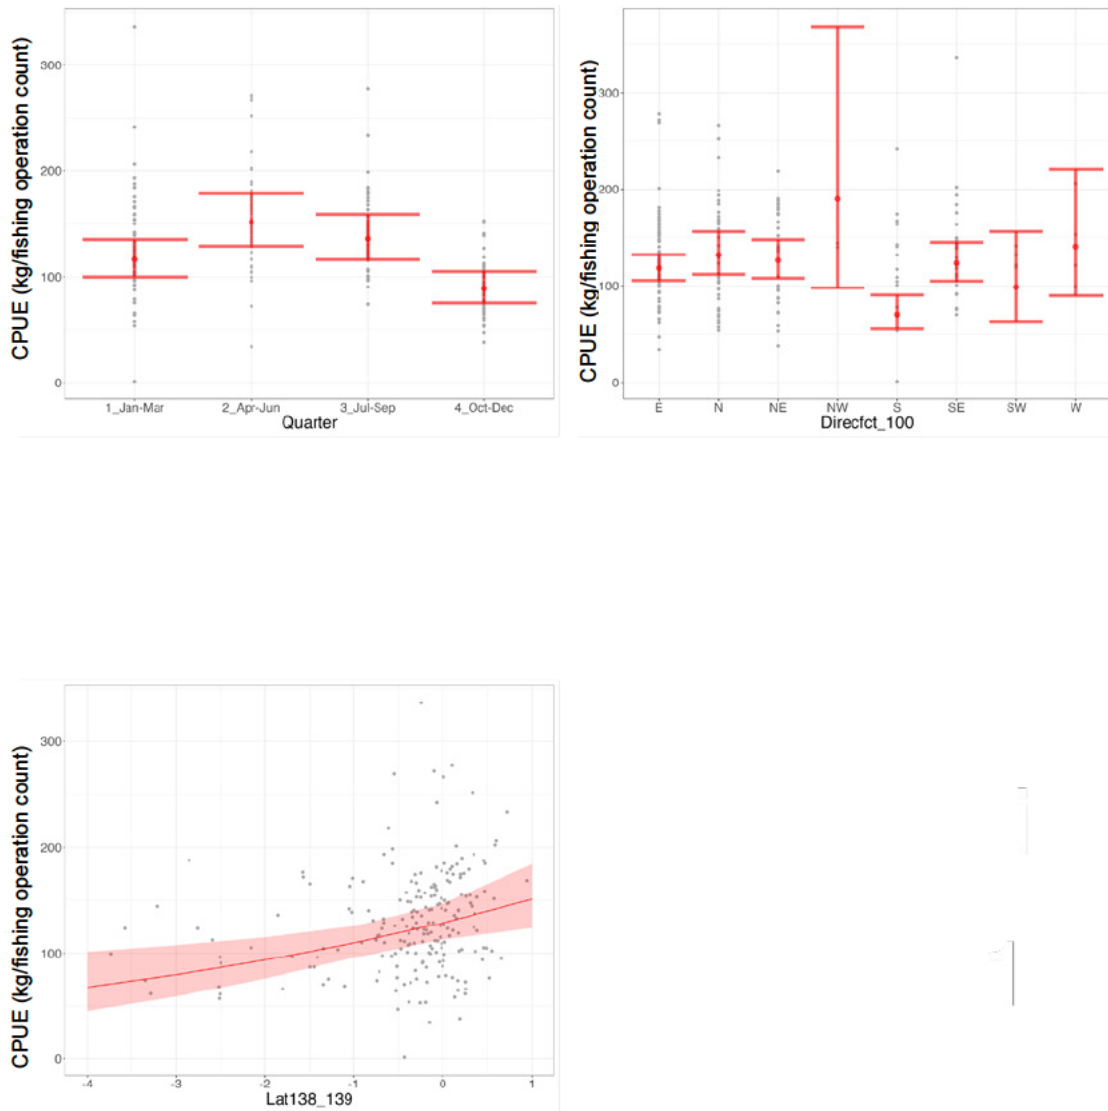 CPUE (kg/fishing operation count)
300
200
100
0
1_Jan-Mar 2_Apr-Jun 3_Jul-Sep 4_Oct-Dec
Quarter
CPUE (kg/fishing operation count)
300
200
100
0
E N NE NW S SE SW W
Direcfct_100
CPUE (kg/fishing operation count)
300
200
100
0
-4 -3 -2 -1 0 1
Lat138_139